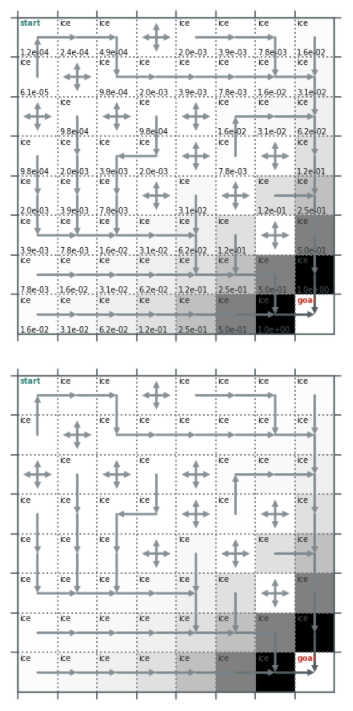 start ice ice ice ice ice ice
1.2e-04 2.4e-04 4.9e-04 2.0e-03 3.9e-03 7.8e-03 1.6e-02
ice ice ice ice ice ice ice
6.1e-05 9.8e-04 2.0e-03 3.9e-03 7.8e-03 1.6e-02 3.1e-02
ice ice ice ice ice
9.8e-04 9.8e-04 1.6e-02 3.1e-02 6.2e-02
ice ice ice ice ice ice
9.8e-04 2.0e-03 3.9e-03 2.0e-03 7.8e-03 1.2e-01
ice ice ice ice ice ice
2.0e-03 3.9e-03 7.8e-03 3.1e-02 1.2e-01 2.5e-01
ice ice ice ice ice ice ice
3.9e-03 7.8e-03 1.6e-02 3.1e-02 6.2e-02 1.2e-01 5.0e-01
ice ice ice ice ice ice ice ice
7.8e-03 1.6e-02 3.1e-02 6.2e-02 1.2e-01 2.5e-01 5.0e-01 1.0e+00
ice ice ice ice ice ice ice goal
1.6e-02 3.1e-02 6.2e-02 1.2e-01 2.5e-01 5.0e-01 1.0e+00
start ice ice ice ice ice ice
ice ice ice ice ice ice ice
ice ice ice ice ice
ice ice ice ice ice ice
ice ice ice ice ice ice
ice ice ice ice ice ice ice
ice ice ice ice ice ice ice ice
ice ice ice ice ice ice ice goal